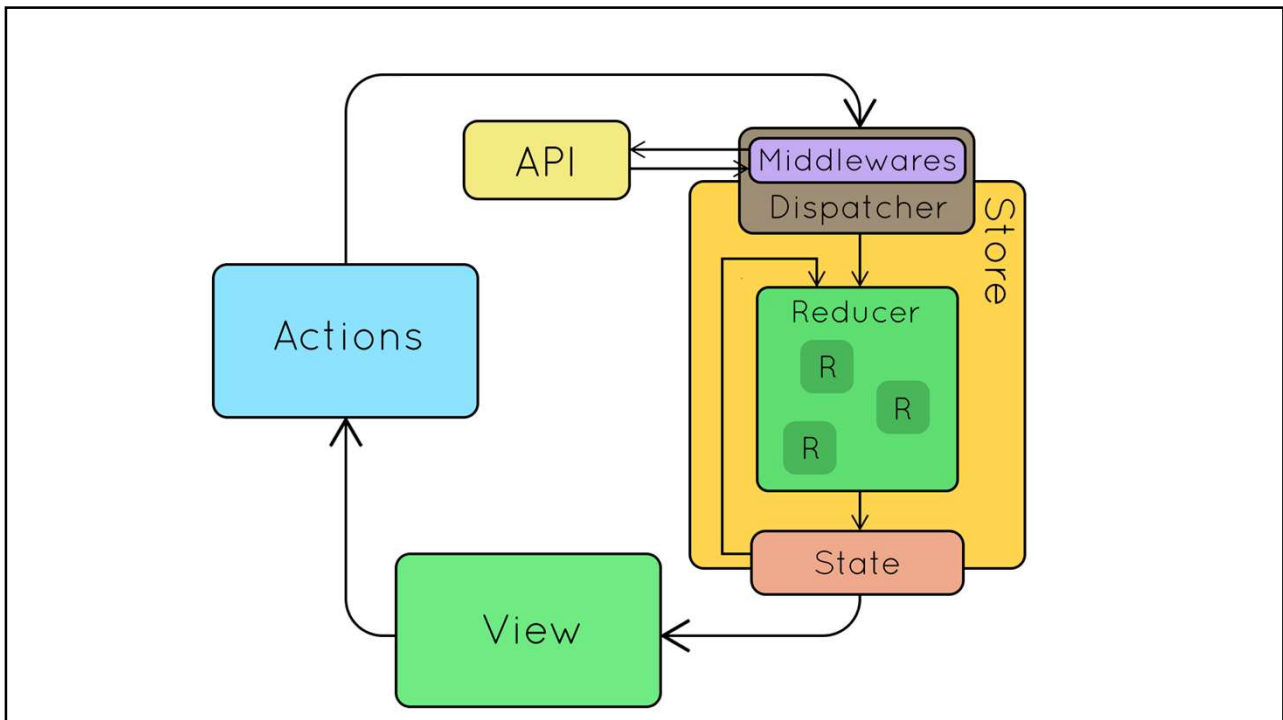 API
Middlewares
Dispatcher
Store
Actions
Reducer
R
R
R
State
View